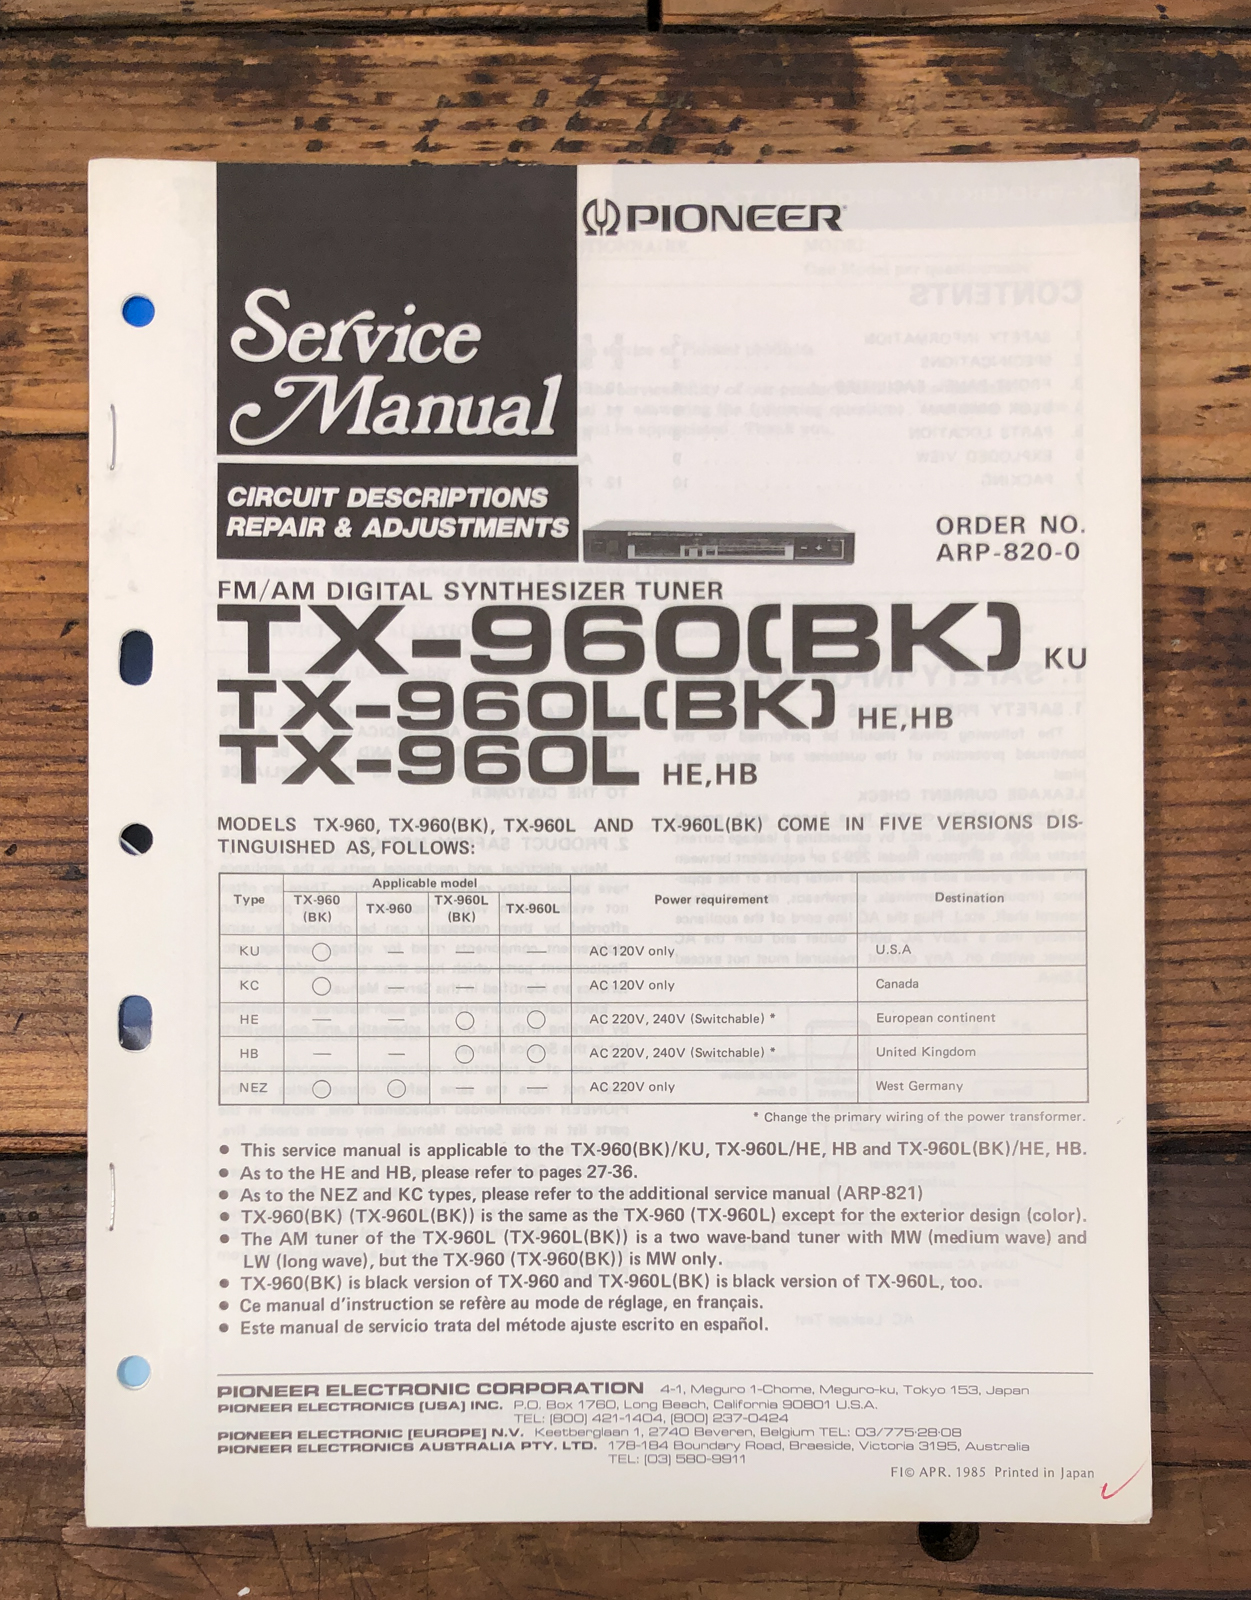 PIONEER
Service
Manual
CIRCUIT DESCRIPTIONS
REPAIR & ADJUSTMENTS
ORDER NO.
ARP-820-0
FM/AM DIGITAL SYNTHESIZER TUNER
TX-960(BK) KU
TX-960L(BK) HE,HB
TX-960L HE,HB
MODELS TX-960, TX-960(BK), TX-960L AND TX-960L(BK) COME IN FIVE VERSIONS DIS-
TINGUISHED AS, FOLLOWS:
Type Applicable model Power requirement Destination
TX-960 (BK) TX-960 TX-960L (BK) TX-960L
KU ○ — — — AC 120V only U.S.A
KC ○ — — — AC 120V only Canada
HE — — ○ ○ AC 220V, 240V (Switchable) * European continent
HB — — ○ ○ AC 220V, 240V (Switchable) * United Kingdom
NEZ ○ ○ — — AC 220V only West Germany
* Change the primary wiring of the power transformer.
● This service manual is applicable to the TX-960(BK)/KU, TX-960L/HE, HB and TX-960L(BK)/HE, HB.
● As to the HE and HB, please refer to pages 27-36.
● As to the NEZ and KC types, please refer to the additional service manual (ARP-821)
● TX-960(BK) (TX-960L(BK)) is the same as the TX-960 (TX-960L) except for the exterior design (color).
● The AM tuner of the TX-960L (TX-960L(BK)) is a two wave-band tuner with MW (medium wave) and
LW (long wave), but the TX-960 (TX-960(BK)) is MW only.
● TX-960(BK) is black version of TX-960 and TX-960L(BK) is black version of TX-960L, too.
● Ce manual d'instruction se refère au mode de réglage, en français.
● Este manual de servicio trata del métode ajuste escrito en español.
PIONEER ELECTRONIC CORPORATION 4-1, Meguro 1-Chome, Meguro-ku, Tokyo 153, Japan
PIONEER ELECTRONICS [USA] INC. P.O. Box 1760, Long Beach, California 90801 U.S.A.
TEL: [800] 421-1404, [800] 237-0424
PIONEER ELECTRONIC [EUROPE] N.V. Keetberglaan 1, 2740 Beveren, Belgium TEL: 03/775·28·08
PIONEER ELECTRONICS AUSTRALIA PTY. LTD. 178-184 Boundary Road, Braeside, Victoria 3195, Australia
TEL: [03] 580-9911
FI© APR. 1985 Printed in Japan